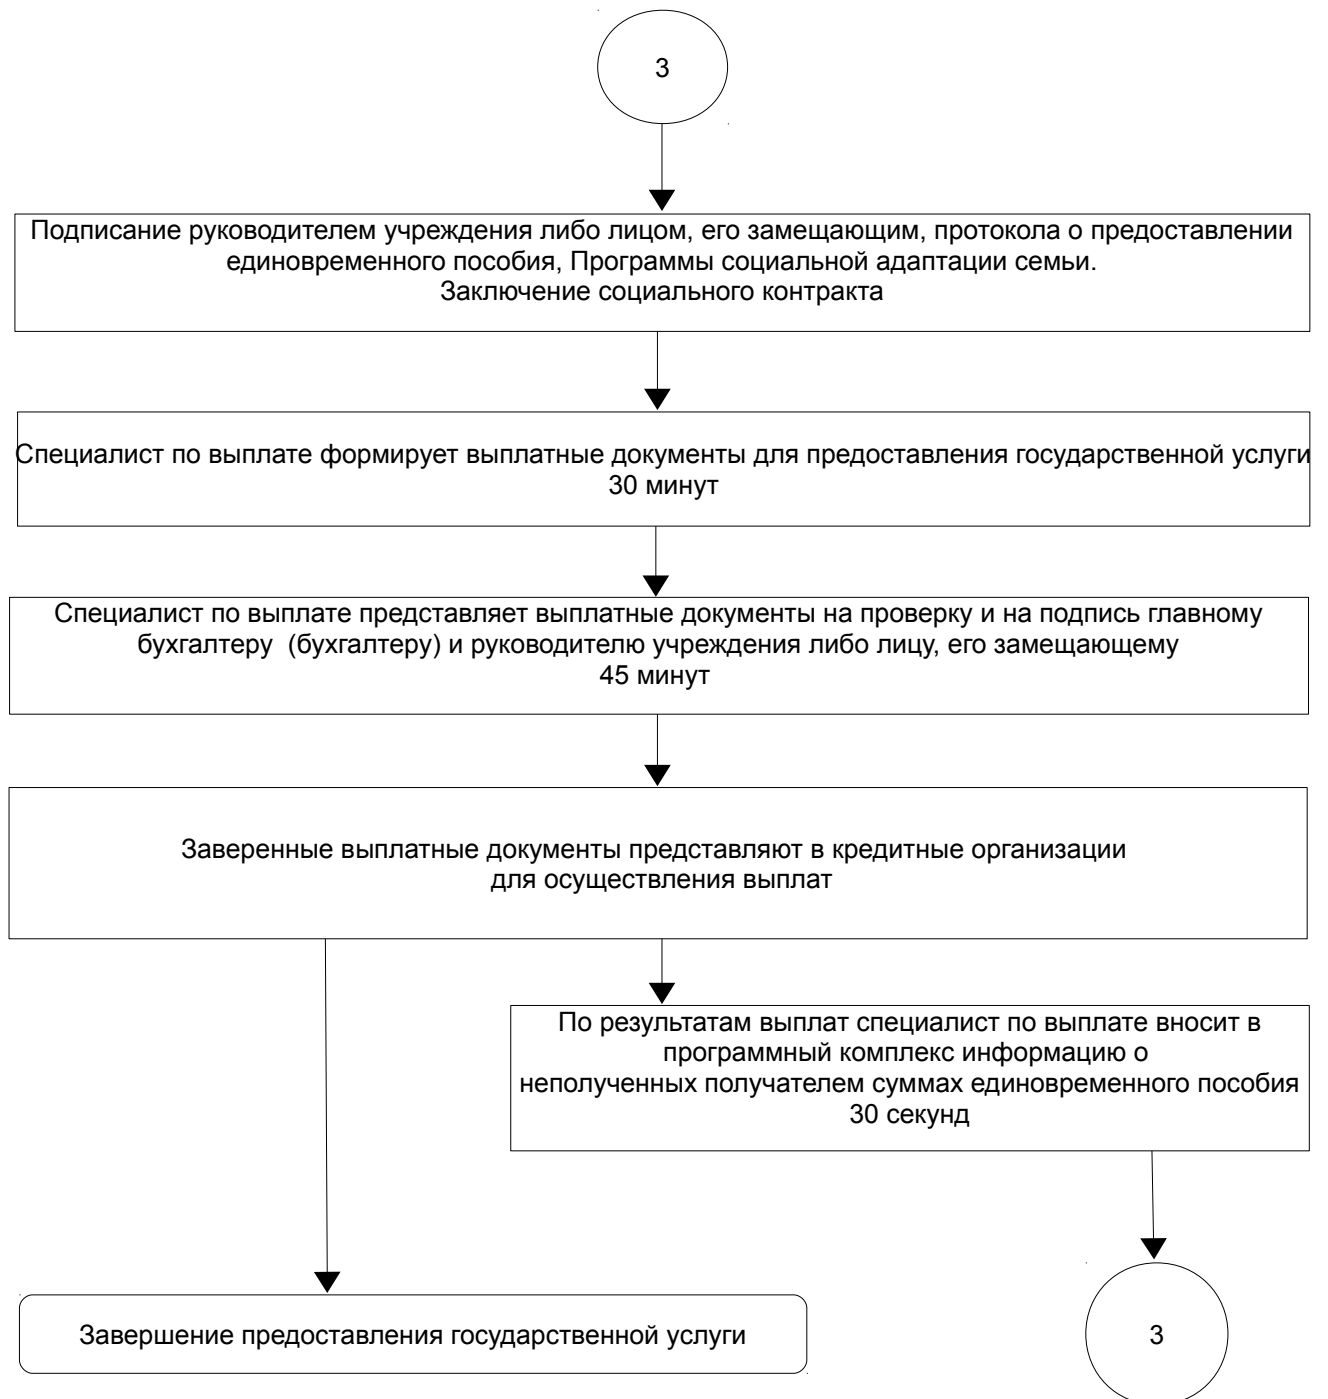 3
Подписание руководителем учреждения либо лицом, его замещающим, протокола о предоставлении
единовременного пособия, Программы социальной адаптации семьи.
Заключение социального контракта
Специалист по выплате формирует выплатные документы для предоставления государственной услуги
30 минут
Специалист по выплате представляет выплатные документы на проверку и на подпись главному
бухгалтеру (бухгалтеру) и руководителю учреждения либо лицу, его замещающему
45 минут
Заверенные выплатные документы представляют в кредитные организации
для осуществления выплат
По результатам выплат специалист по выплате вносит в
программный комплекс информацию о
неполученных получателем суммах единовременного пособия
30 секунд
Завершение предоставления государственной услуги
3